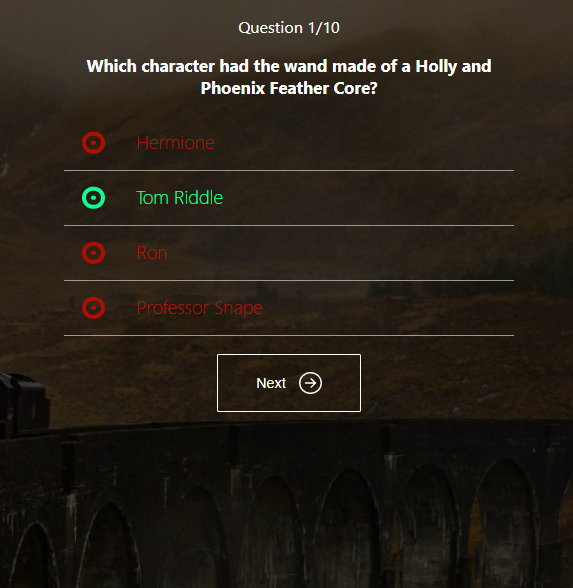 Question 1/10
Which character had the wand made of a Holly and
Phoenix Feather Core?
Hermione
Tom Riddle
Ron
Professor Snape
Next